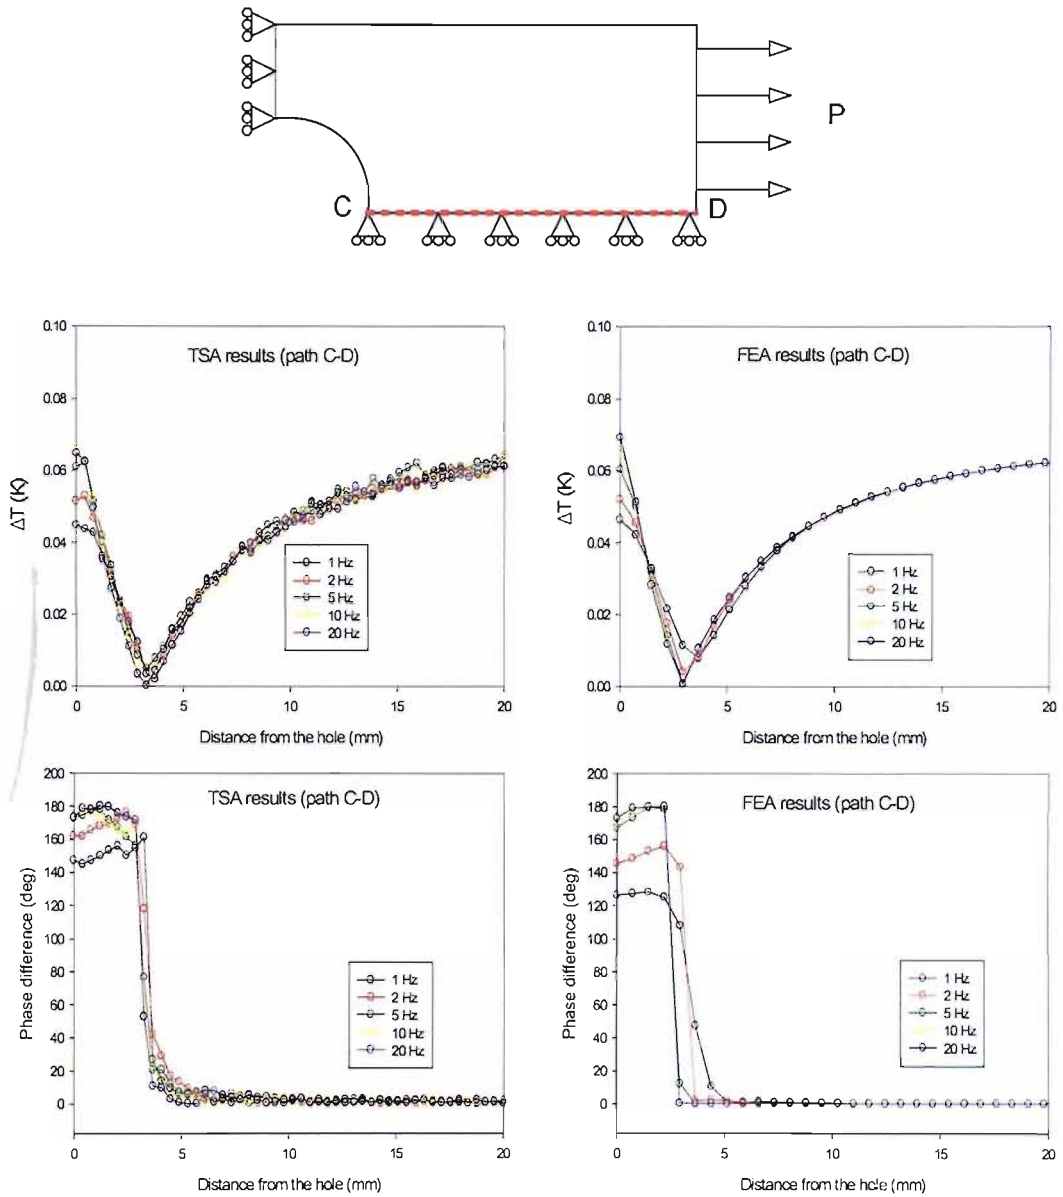 P
C
D
TSA results (path C-D)
0.10
0.08
0.06
0.04
0.02
0.00
ΔT (K)
1 Hz
2 Hz
5 Hz
10 Hz
20 Hz
0
5
10
15
20
Distance from the hole (mm)
FEA results (path C-D)
0.10
0.08
0.06
0.04
0.02
0.00
ΔT (K)
1 Hz
2 Hz
5 Hz
10 Hz
20 Hz
0
5
10
15
20
Distance from the hole (mm)
TSA results (path C-D)
200
180
160
140
120
100
80
60
40
20
0
Phase difference (deg)
1 Hz
2 Hz
5 Hz
10 Hz
20 Hz
0
5
10
15
20
Distance from the hole (mm)
FEA results (path C-D)
200
180
160
140
120
100
80
60
40
20
0
Phase difference (deg)
1 Hz
2 Hz
5 Hz
10 Hz
20 Hz
0
5
10
15
20
Distance from the hole (mm)